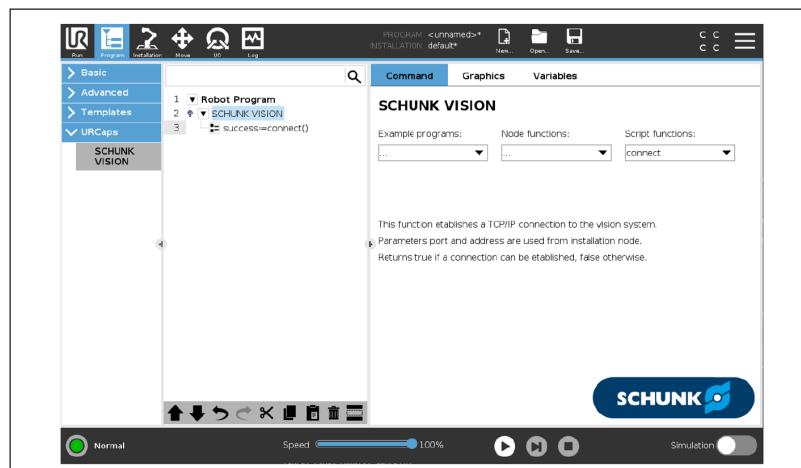 PROGRAM <unnamed>*
INSTALLATION default*
UR
Run
Program
Installation
Move
I/O
Log
New...
Open...
Save...
C C
C C
Basic
Advanced
Templates
URCaps
SCHUNK
VISION
1 Robot Program
2 SCHUNK VISION
3 success:=connect()
Command Graphics Variables
SCHUNK VISION
Example programs: Node functions: Script functions:
... ... connect
This function etablishes a TCP/IP connection to the vision system.
Parameters port and address are used from installation node.
Returns true if a connection can be etablished, false otherwise.
SCHUNK
Normal
Speed 100%
Simulation